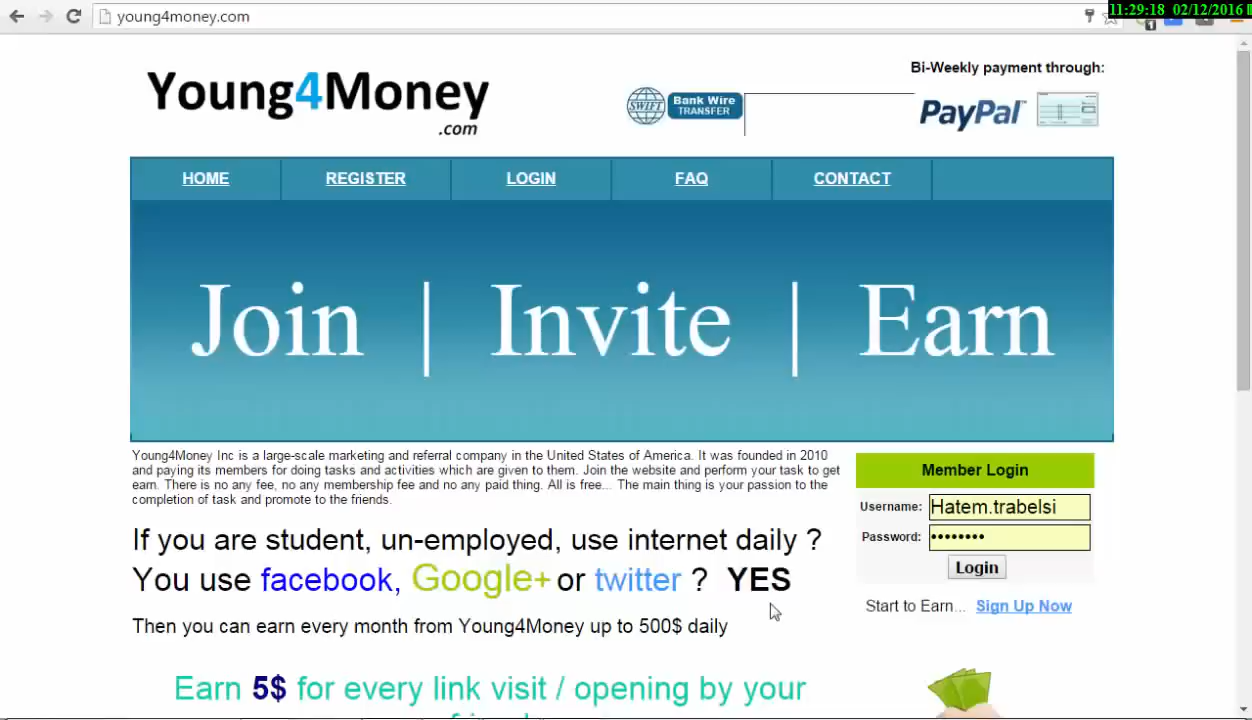 young4money.com
11:29:18 02/12/2016
1
Young4Money
.com
SWIFT
Bank Wire
TRANSFER
Bi-Weekly payment through:
PayPal
HOME REGISTER LOGIN FAQ CONTACT
Join | Invite | Earn
Young4Money Inc is a large-scale marketing and referral company in the United States of America. It was founded in 2010
and paying its members for doing tasks and activities which are given to them. Join the website and perform your task to get
earn. There is no any fee, no any membership fee and no any paid thing. All is free... The main thing is your passion to the
completion of task and promote to the friends.
If you are student, un-employed, use internet daily ?
You use facebook, Google+ or twitter ? YES
Then you can earn every month from Young4Money up to 500$ daily
Earn 5$ for every link visit / opening by your
Member Login
Username: Hatem.trabelsi
Password: ••••••••
Login
Start to Earn... Sign Up Now